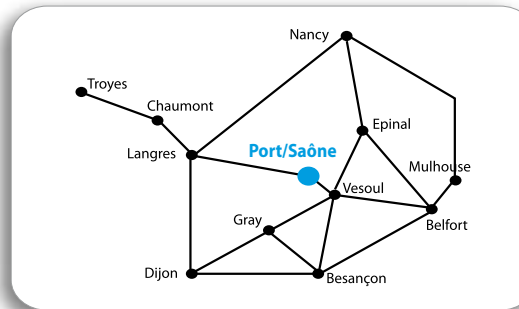 Nancy
Troyes
Chaumont
Epinal
Langres
Port/Saône
Mulhouse
Vesoul
Gray
Belfort
Dijon
Besançon